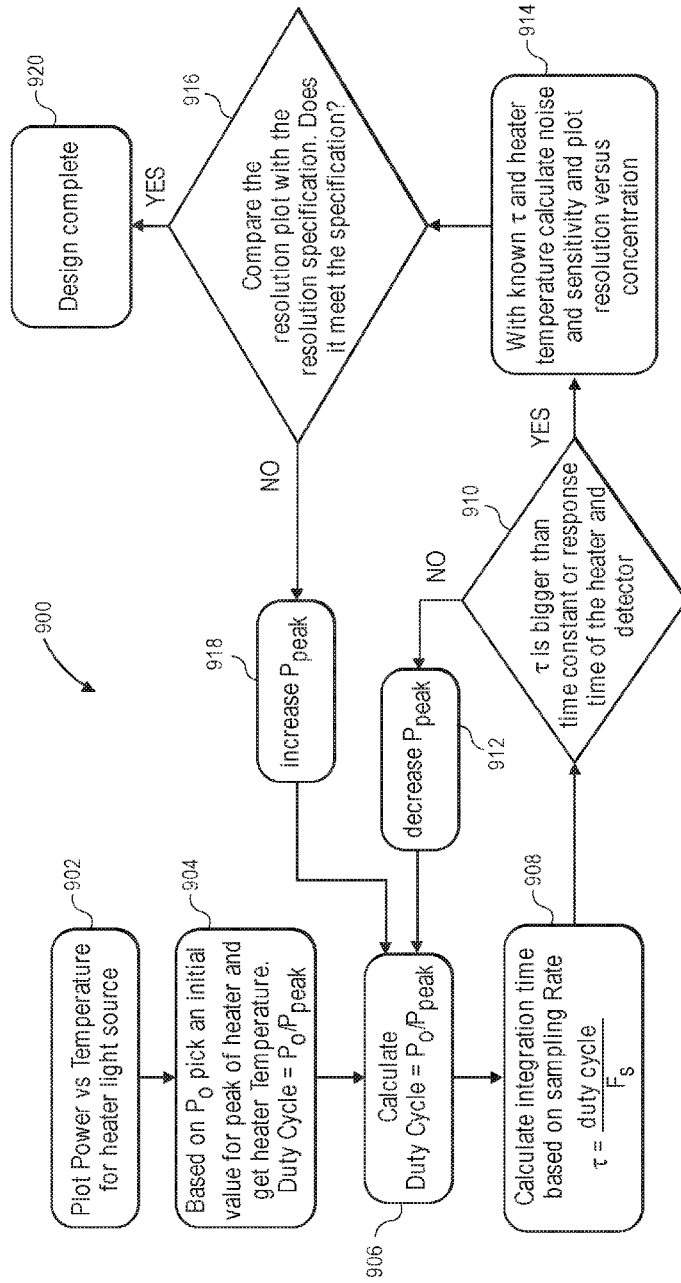 900
902
Plot Power vs Temperature
for heater light source
904
Based on Po pick an initial
value for peak of heater and
get heater Temperature.
Duty Cycle = Po/Ppeak
906
Calculate
Duty Cycle = Po/Ppeak
908
Calculate integration time
based on sampling Rate
τ = duty cycle
Fs
910
τ is bigger than
time constant or response
time of the heater and
detector
NO
YES
912
decrease Ppeak
914
With known τ and heater
temperature calculate noise
and sensitivity and plot
resolution versus
concentration
916
Compare the
resolution plot with the
resolution specification. Does
it meet the specification?
NO
YES
918
increase Ppeak
920
Design complete